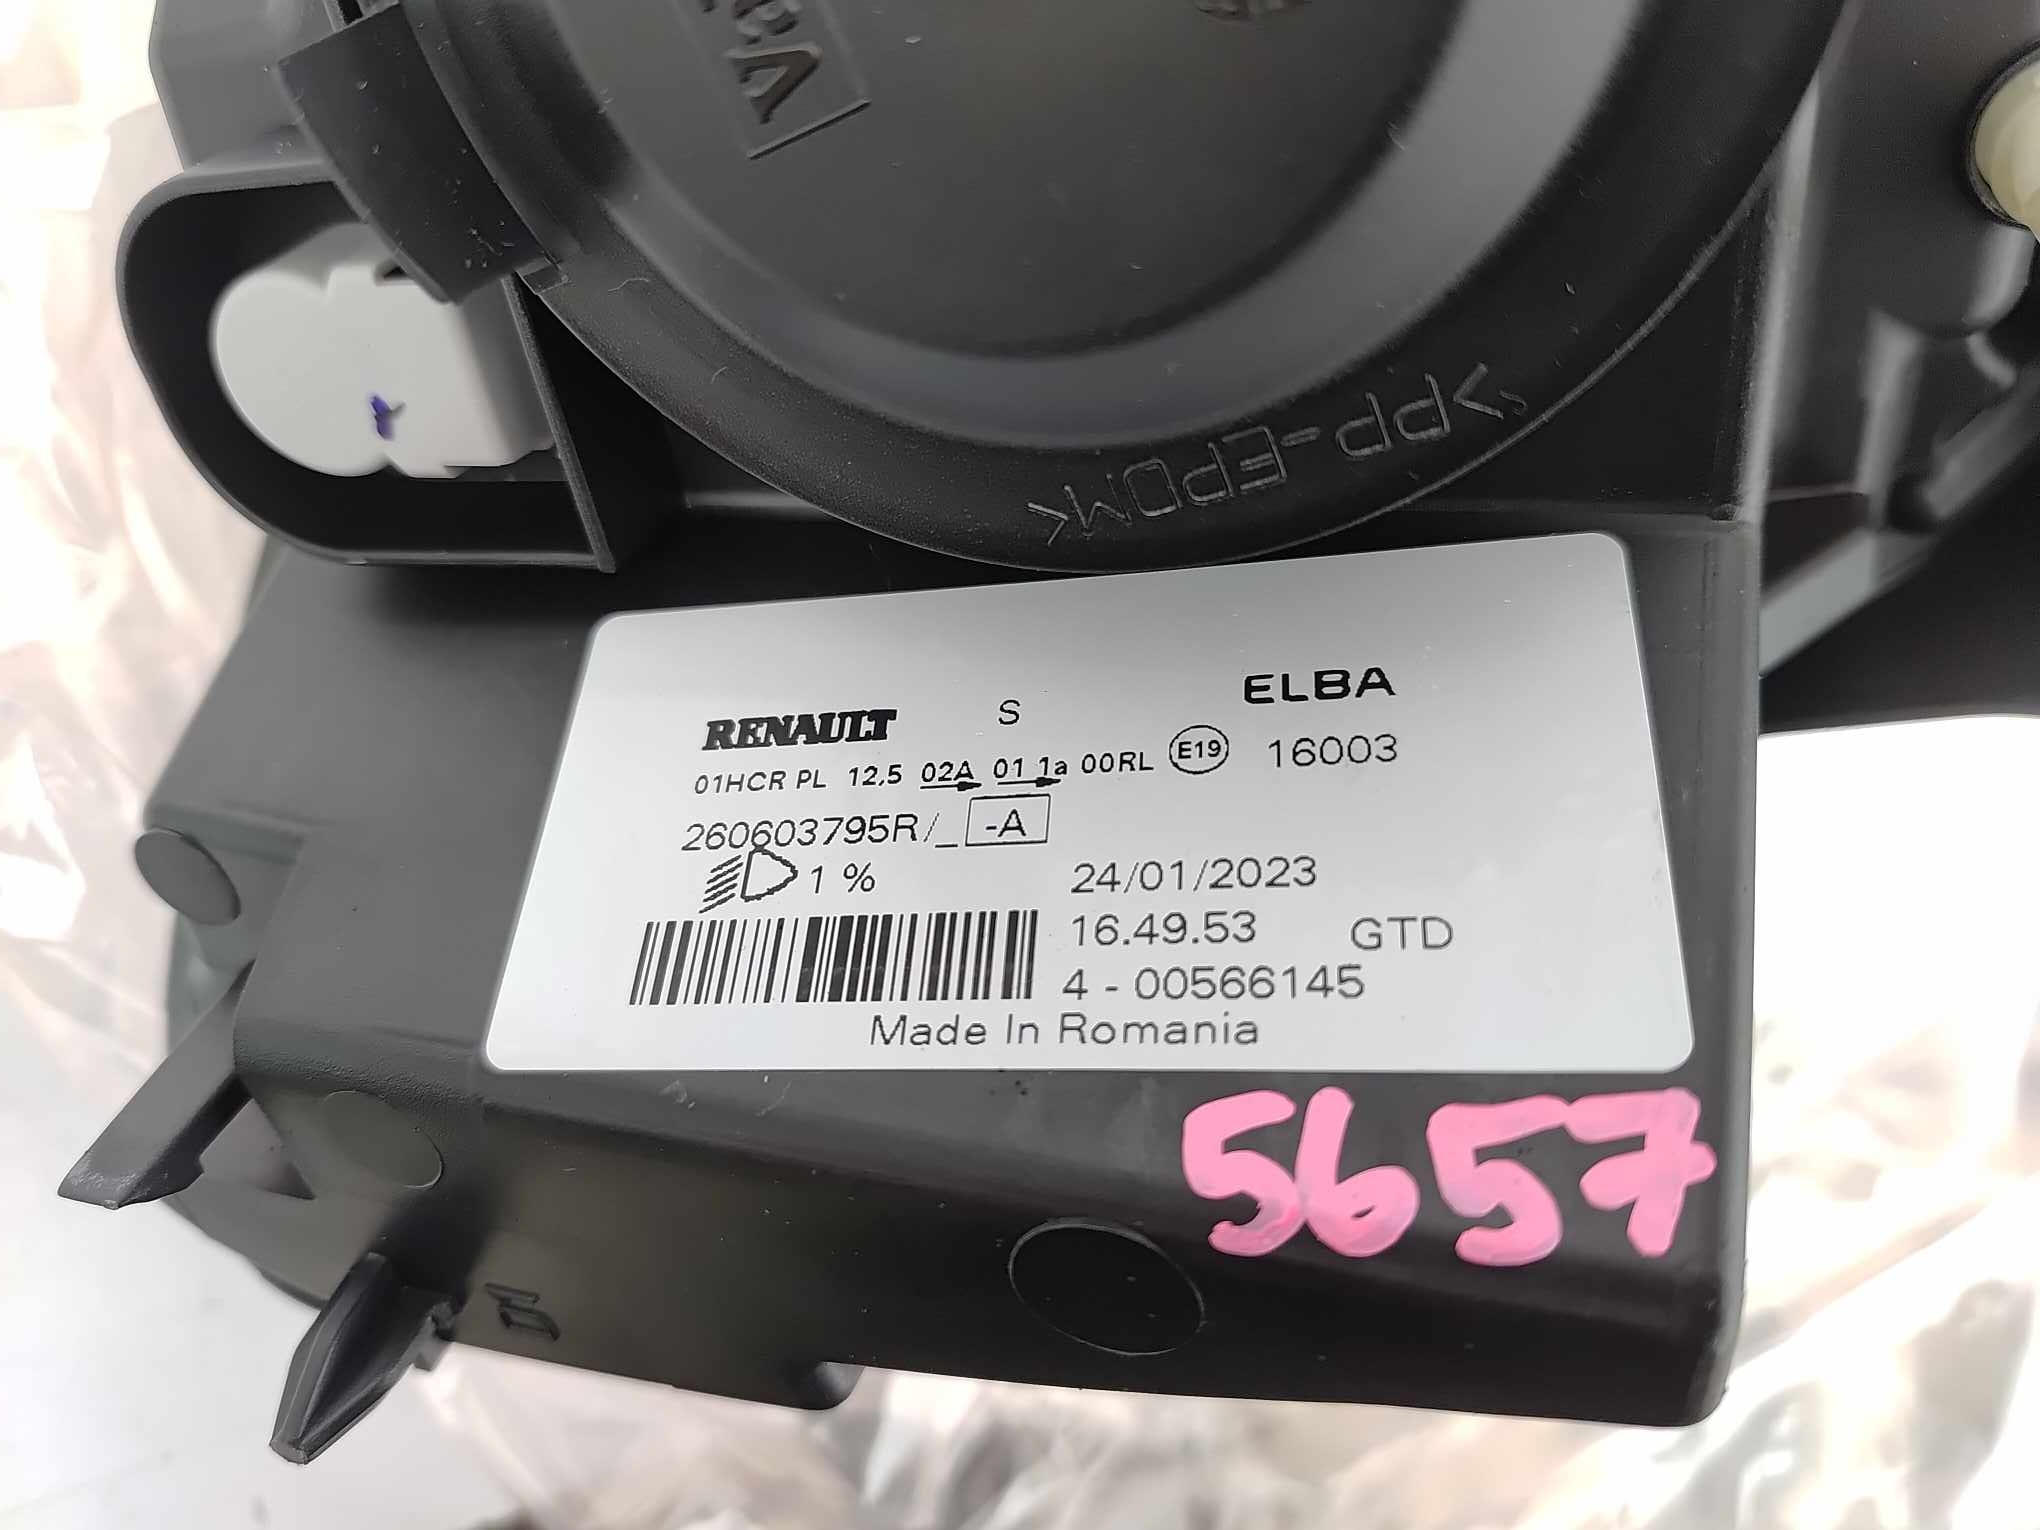 >PP-EPDM<
RENAULT S ELBA
01HCR PL 12,5 02A 01 1a 00RL E19 16003
260603795R/_ -A
1 % 24/01/2023
16.49.53 GTD
4 - 00566145
Made In Romania
5657